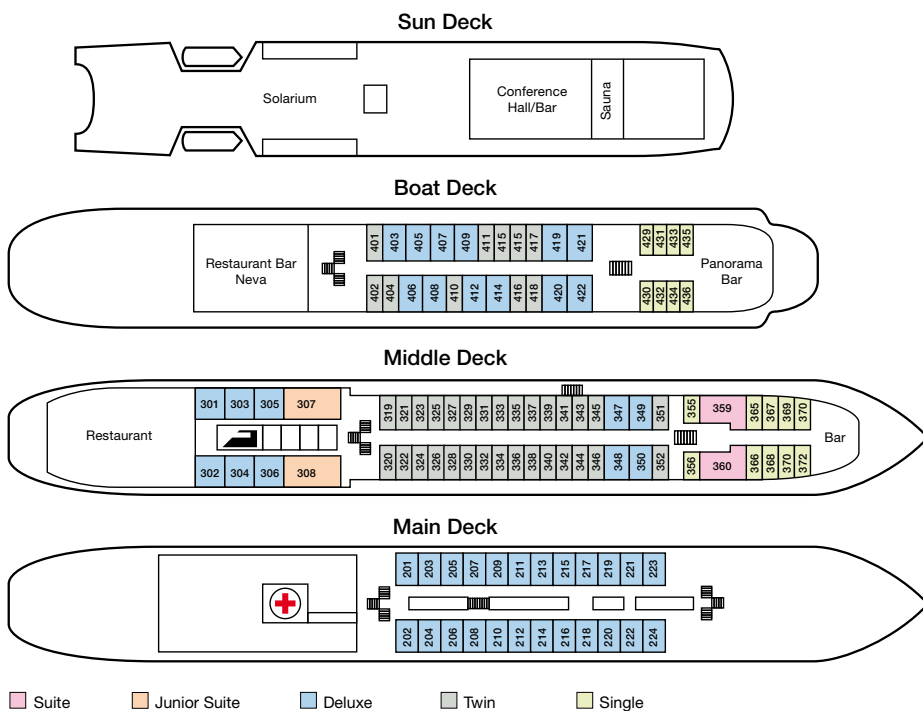 Sun Deck
Solarium
Conference
Hall/Bar
Sauna
Boat Deck
Restaurant Bar
Neva
401 403 405 407 409 411 415 415 417 419 421
429 431 433 435
Panorama
Bar
402 404 406 408 410 412 414 416 418 420 422
430 432 434 436
Middle Deck
Restaurant
301 303 305 307
319 321 323 325 327 329 331 333 335 337 339 341 343 345 347 349 351
355 359 365 367 369 370
Bar
302 304 306 308
320 322 324 326 328 330 332 334 336 338 340 342 344 346 348 350 352
356 360 366 368 370 372
Main Deck
201 203 205 207 209 211 213 215 217 219 221 223
202 204 206 208 210 212 214 216 218 220 222 224
Suite
Junior Suite
Deluxe
Twin
Single